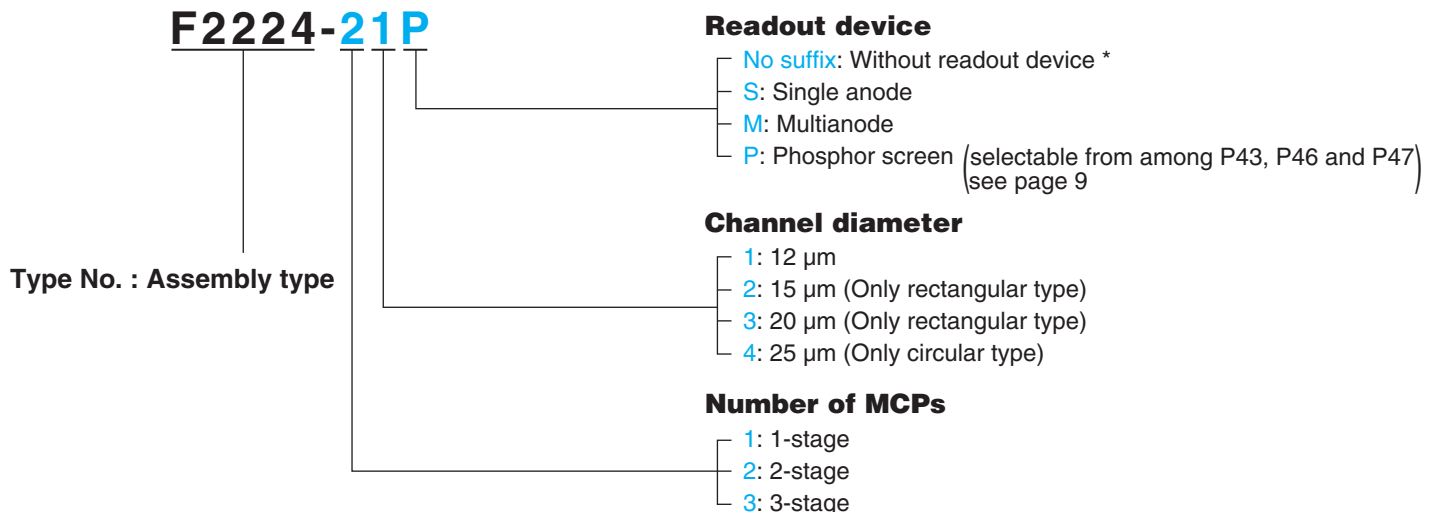 F2224-21P
Type No. : Assembly type
Readout device
No suffix: Without readout device *
S: Single anode
M: Multianode
P: Phosphor screen (selectable from among P43, P46 and P47
see page 9)
Channel diameter
1: 12 µm
2: 15 µm (Only rectangular type)
3: 20 µm (Only rectangular type)
4: 25 µm (Only circular type)
Number of MCPs
1: 1-stage
2: 2-stage
3: 3-stage